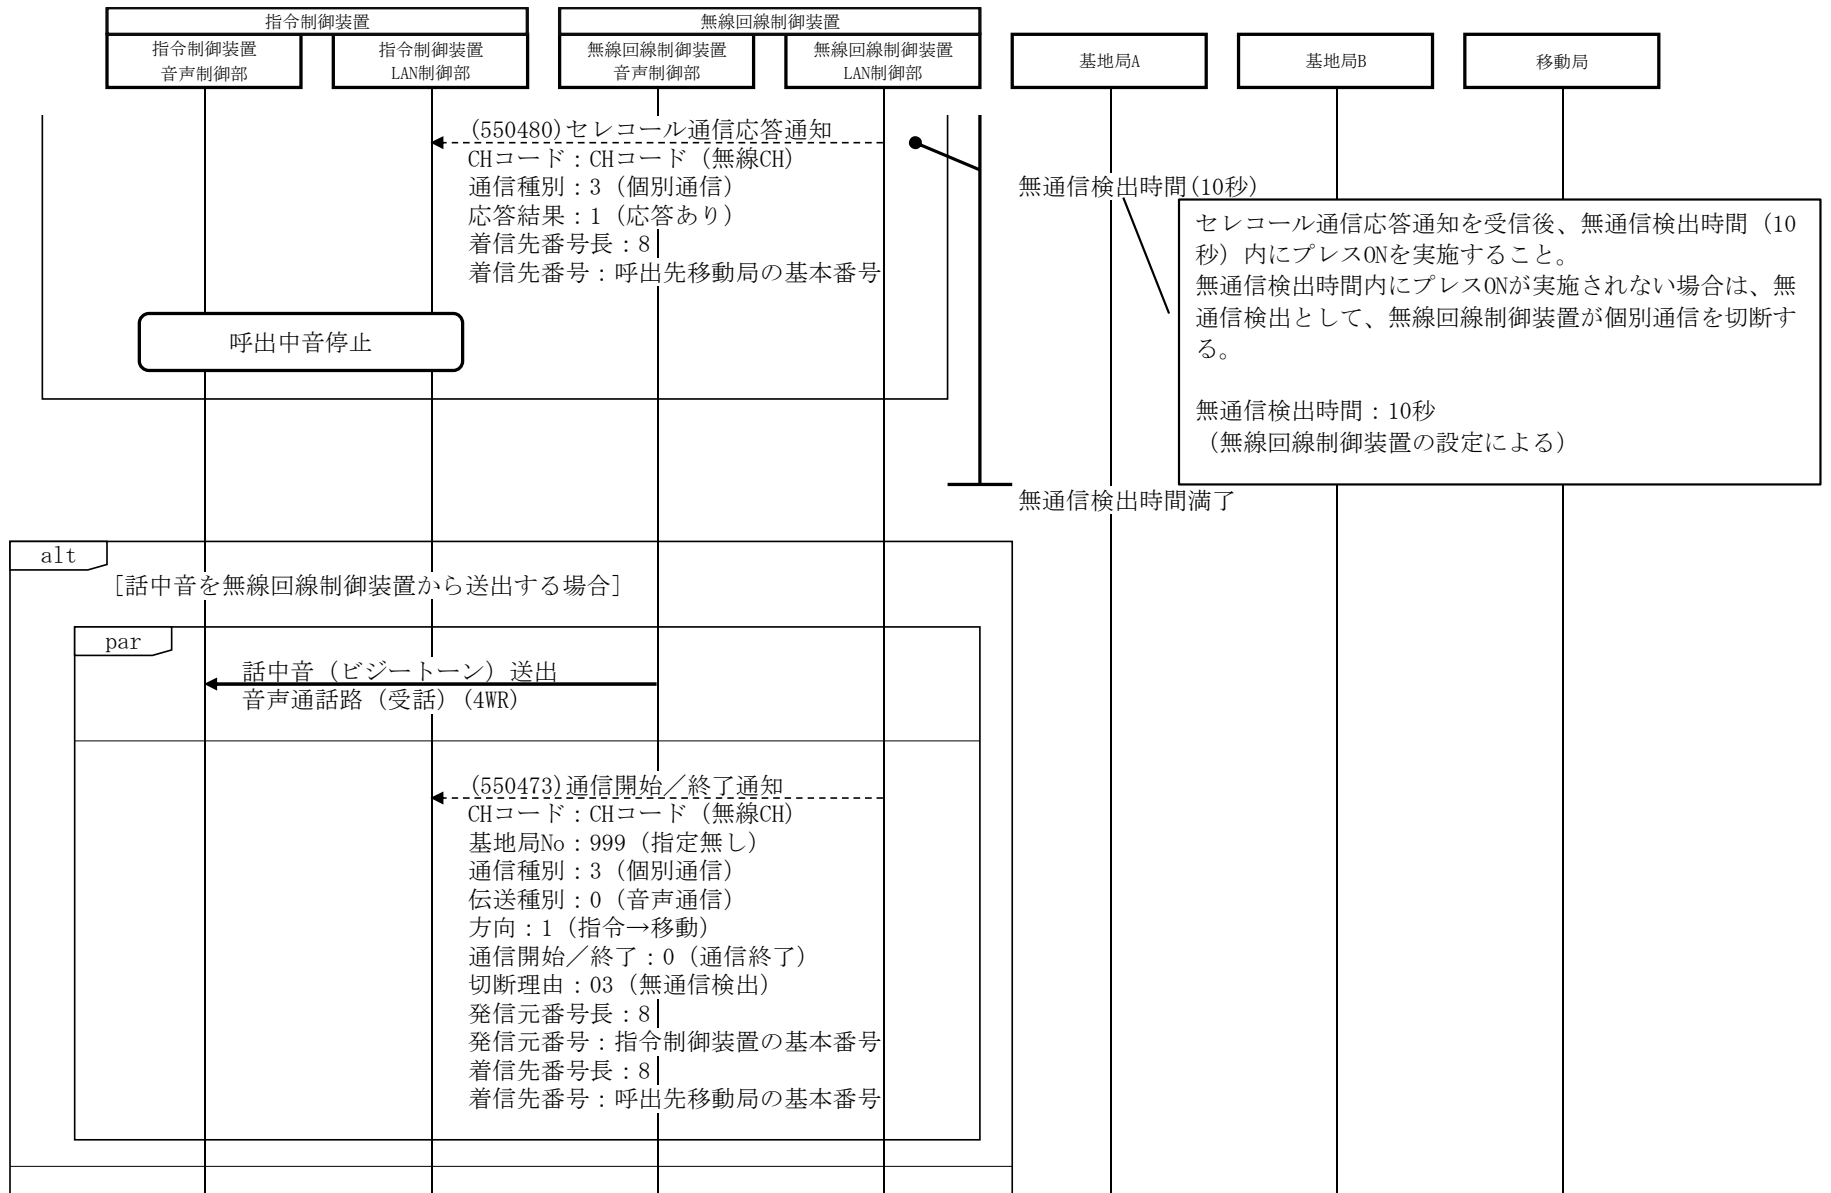 指令制御装置
無線回線制御装置
指令制御装置
音声制御部
指令制御装置
LAN制御部
無線回線制御装置
音声制御部
無線回線制御装置
LAN制御部
基地局A
基地局B
移動局
(550480)セレコール通信応答通知
CHコード：CHコード（無線CH）
通信種別：3（個別通信）
応答結果：1（応答あり）
着信先番号長：8
着信先番号：呼出先移動局の基本番号
無通信検出時間(10秒)
セレコール通信応答通知を受信後、無通信検出時間（10
秒）内にプレスONを実施すること。
無通信検出時間内にプレスONが実施されない場合は、無
通信検出として、無線回線制御装置が個別通信を切断す
る。
無通信検出時間：10秒
（無線回線制御装置の設定による）
呼出中音停止
無通信検出時間満了
alt
[話中音を無線回線制御装置から送出する場合]
par
話中音（ビジートーン）送出
音声通話路（受話）(4WR)
(550473)通信開始／終了通知
CHコード：CHコード（無線CH）
基地局No：999（指定無し）
通信種別：3（個別通信）
伝送種別：0（音声通信）
方向：1（指令→移動）
通信開始／終了：0（通信終了）
切断理由：03（無通信検出）
発信元番号長：8
発信元番号：指令制御装置の基本番号
着信先番号長：8
着信先番号：呼出先移動局の基本番号